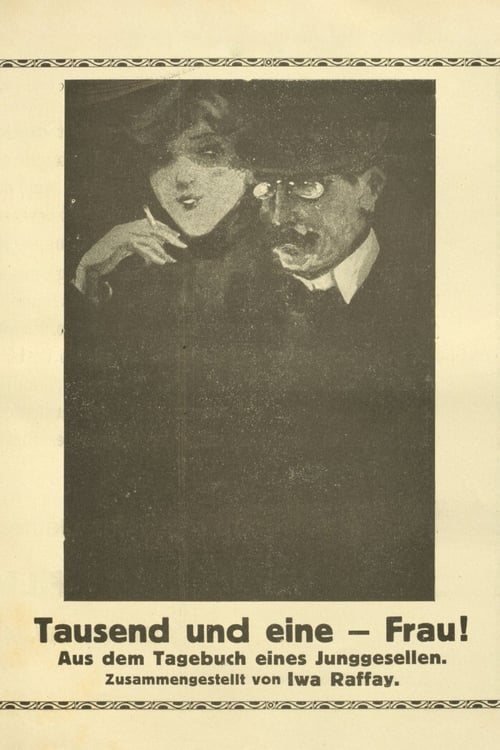 Tausend und eine – Frau!
Aus dem Tagebuch eines Junggesellen.
Zusammengestellt von Iwa Raffay.